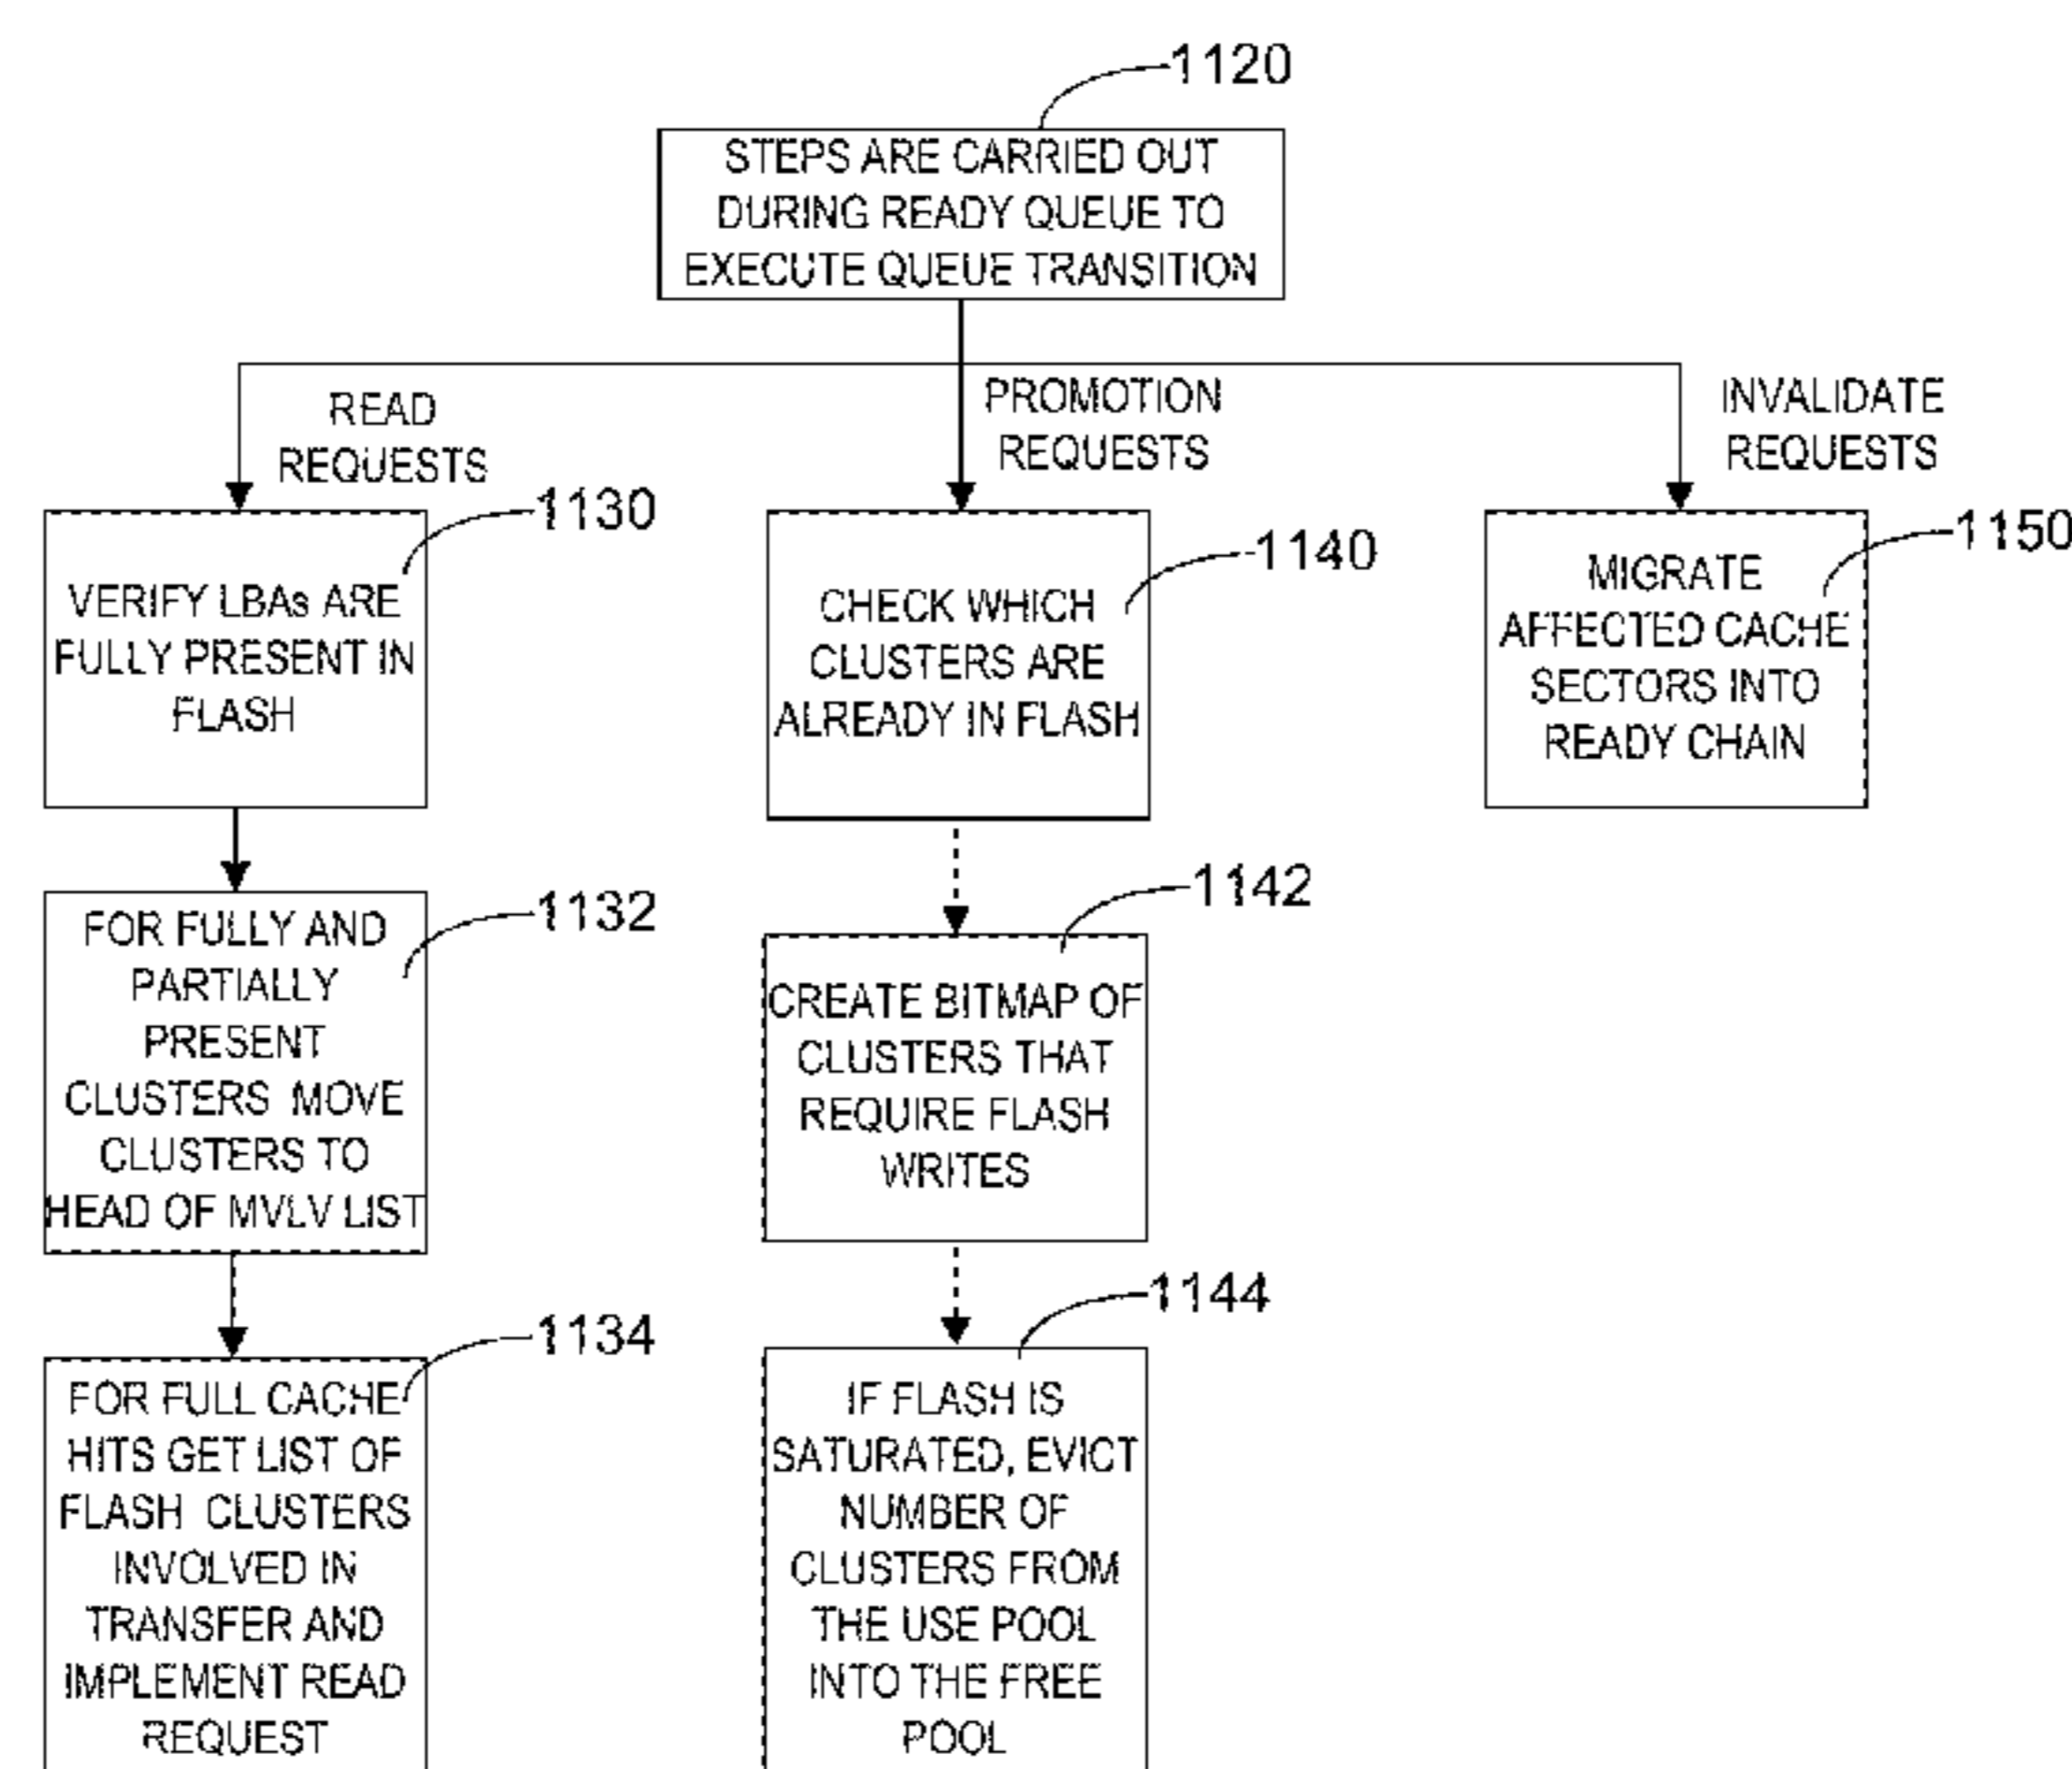 1120
STEPS ARE CARRIED OUT
DURING READY QUEUE TO
EXECUTE QUEUE TRANSITION
READ
REQUESTS
PROMOTION
REQUESTS
INVALIDATE
REQUESTS
1130
VERIFY LBAs ARE
FULLY PRESENT IN
FLASH
1140
CHECK WHICH
CLUSTERS ARE
ALREADY IN FLASH
1150
MIGRATE
AFFECTED CACHE
SECTORS INTO
READY CHAIN
1132
FOR FULLY AND
PARTIALLY
PRESENT
CLUSTERS MOVE
CLUSTERS TO
HEAD OF MVLV LIST
1142
CREATE BITMAP OF
CLUSTERS THAT
REQUIRE FLASH
WRITES
1134
FOR FULL CACHE
HITS GET LIST OF
FLASH CLUSTERS
INVOLVED IN
TRANSFER AND
IMPLEMENT READ
REQUEST
1144
IF FLASH IS
SATURATED, EVICT
NUMBER OF
CLUSTERS FROM
THE USE POOL
INTO THE FREE
POOL